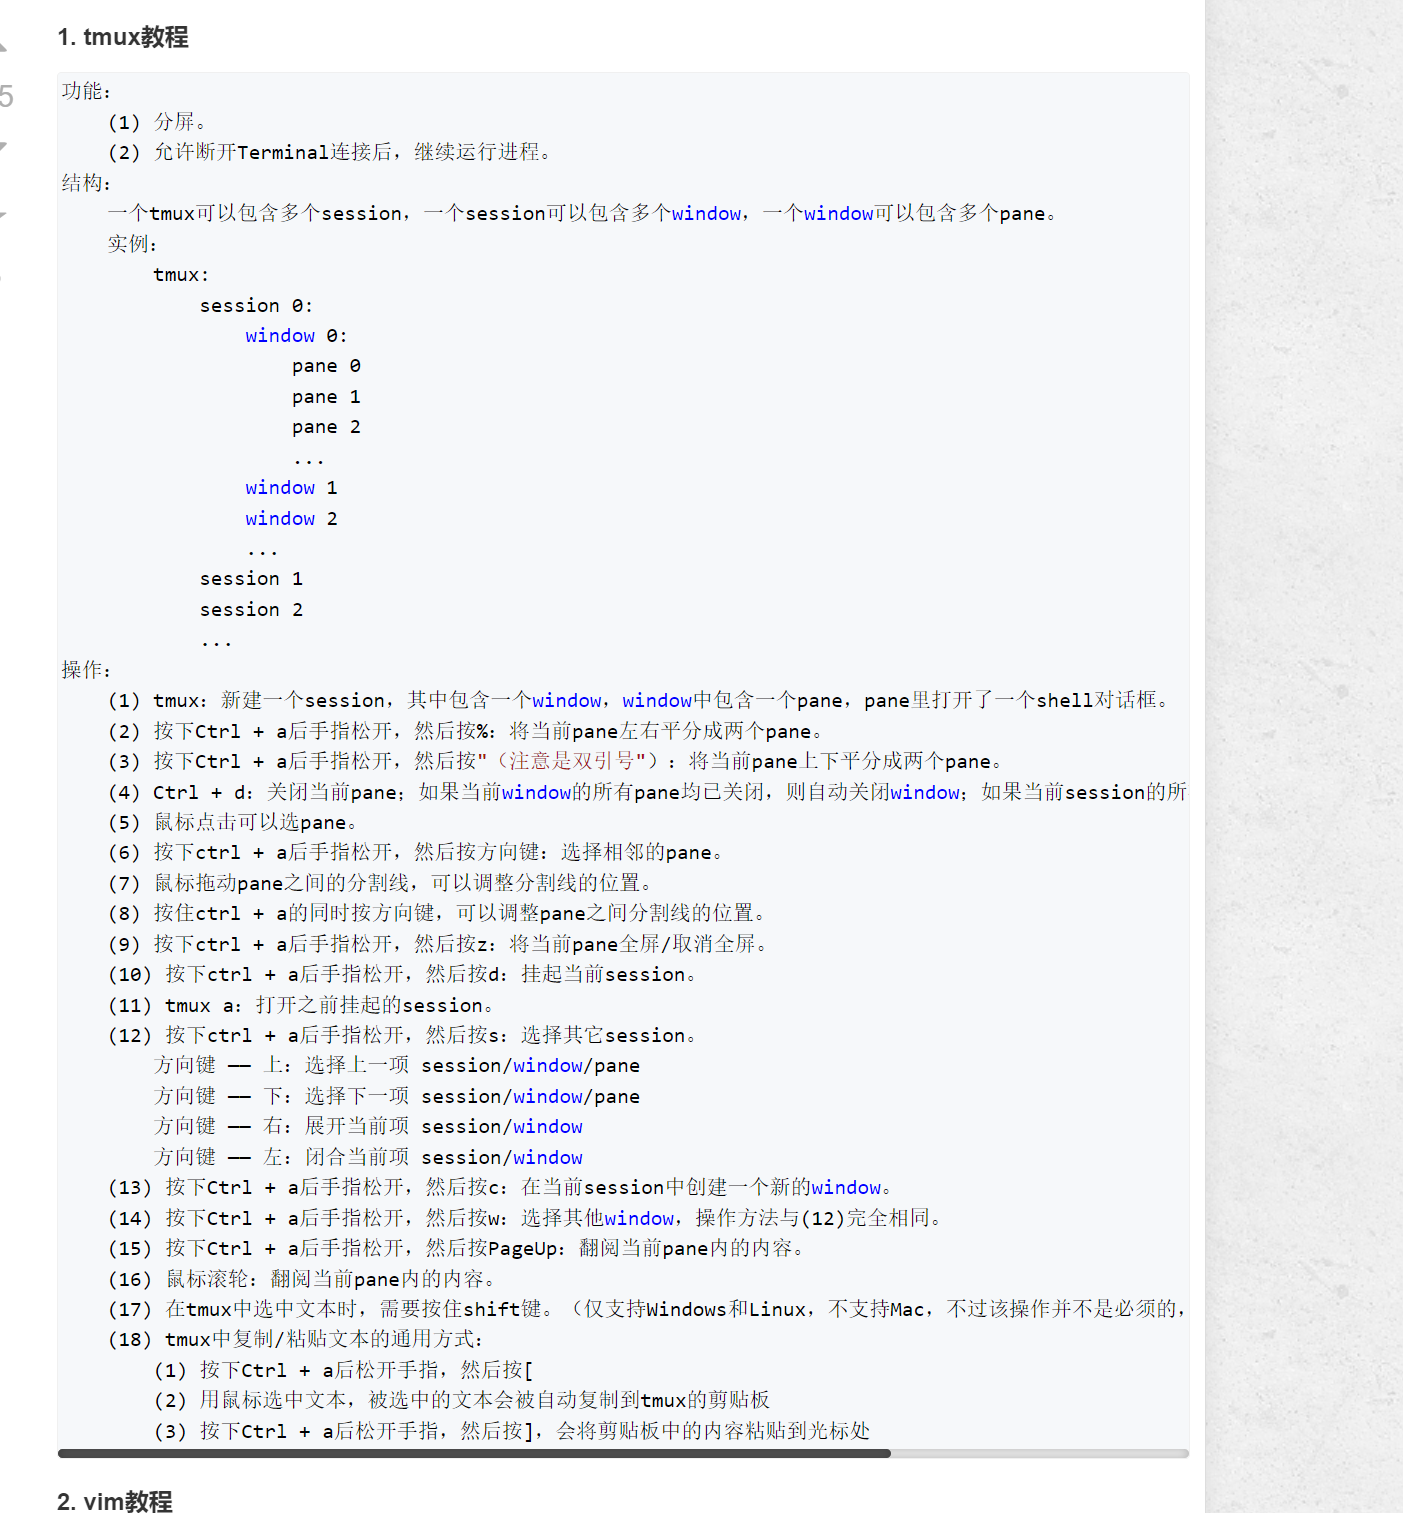 5
1. tmux教程
功能：
(1) 分屏。
(2) 允许断开Terminal连接后，继续运行进程。
结构：
一个tmux可以包含多个session，一个session可以包含多个window，一个window可以包含多个pane。
实例：
tmux:
session 0:
window 0:
pane 0
pane 1
pane 2
...
window 1
window 2
...
session 1
session 2
...
操作：
(1) tmux：新建一个session，其中包含一个window，window中包含一个pane，pane里打开了一个shell对话框。
(2) 按下Ctrl + a后手指松开，然后按%：将当前pane左右平分成两个pane。
(3) 按下Ctrl + a后手指松开，然后按"（注意是双引号"）：将当前pane上下平分成两个pane。
(4) Ctrl + d：关闭当前pane；如果当前window的所有pane均已关闭，则自动关闭window；如果当前session的所
(5) 鼠标点击可以选pane。
(6) 按下ctrl + a后手指松开，然后按方向键：选择相邻的pane。
(7) 鼠标拖动pane之间的分割线，可以调整分割线的位置。
(8) 按住ctrl + a的同时按方向键，可以调整pane之间分割线的位置。
(9) 按下ctrl + a后手指松开，然后按z：将当前pane全屏/取消全屏。
(10) 按下ctrl + a后手指松开，然后按d：挂起当前session。
(11) tmux a：打开之前挂起的session。
(12) 按下ctrl + a后手指松开，然后按s：选择其它session。
方向键 —— 上：选择上一项 session/window/pane
方向键 —— 下：选择下一项 session/window/pane
方向键 —— 右：展开当前项 session/window
方向键 —— 左：闭合当前项 session/window
(13) 按下Ctrl + a后手指松开，然后按c：在当前session中创建一个新的window。
(14) 按下Ctrl + a后手指松开，然后按w：选择其他window，操作方法与(12)完全相同。
(15) 按下Ctrl + a后手指松开，然后按PageUp：翻阅当前pane内的内容。
(16) 鼠标滚轮：翻阅当前pane内的内容。
(17) 在tmux中选中文本时，需要按住shift键。（仅支持Windows和Linux，不支持Mac，不过该操作并不是必须的，
(18) tmux中复制/粘贴文本的通用方式：
(1) 按下Ctrl + a后松开手指，然后按[
(2) 用鼠标选中文本，被选中的文本会被自动复制到tmux的剪贴板
(3) 按下Ctrl + a后松开手指，然后按]，会将剪贴板中的内容粘贴到光标处
2. vim教程